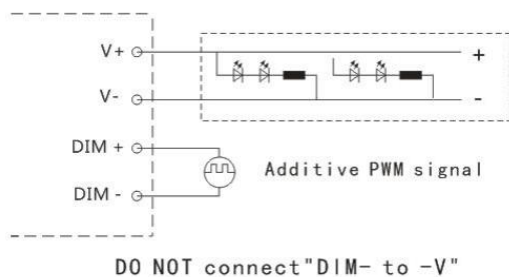 V+
+
V-
-
DIM +
Additive PWM signal
DIM -
DO NOT connect"DIM- to -V"